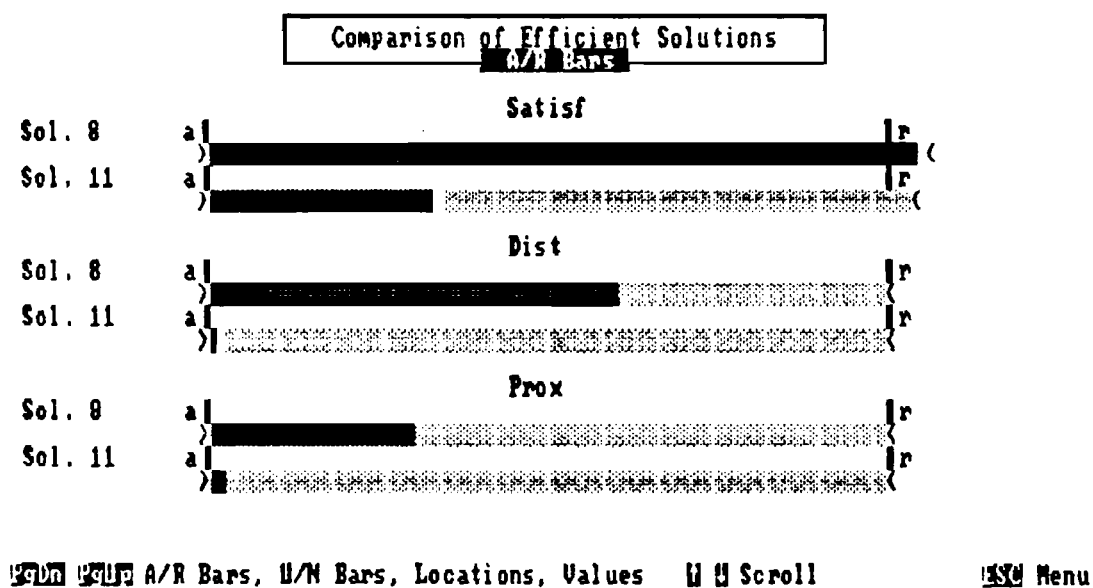 Comparison of Efficient Solutions
A/R Bars
Satisf
Sol. 8 a r
Sol. 11 a r
Dist
Sol. 8 a r
Sol. 11 a r
Prox
Sol. 8 a r
Sol. 11 a r
PgDn PgUp A/R Bars, U/N Bars, Locations, Values Scroll ESC Menu